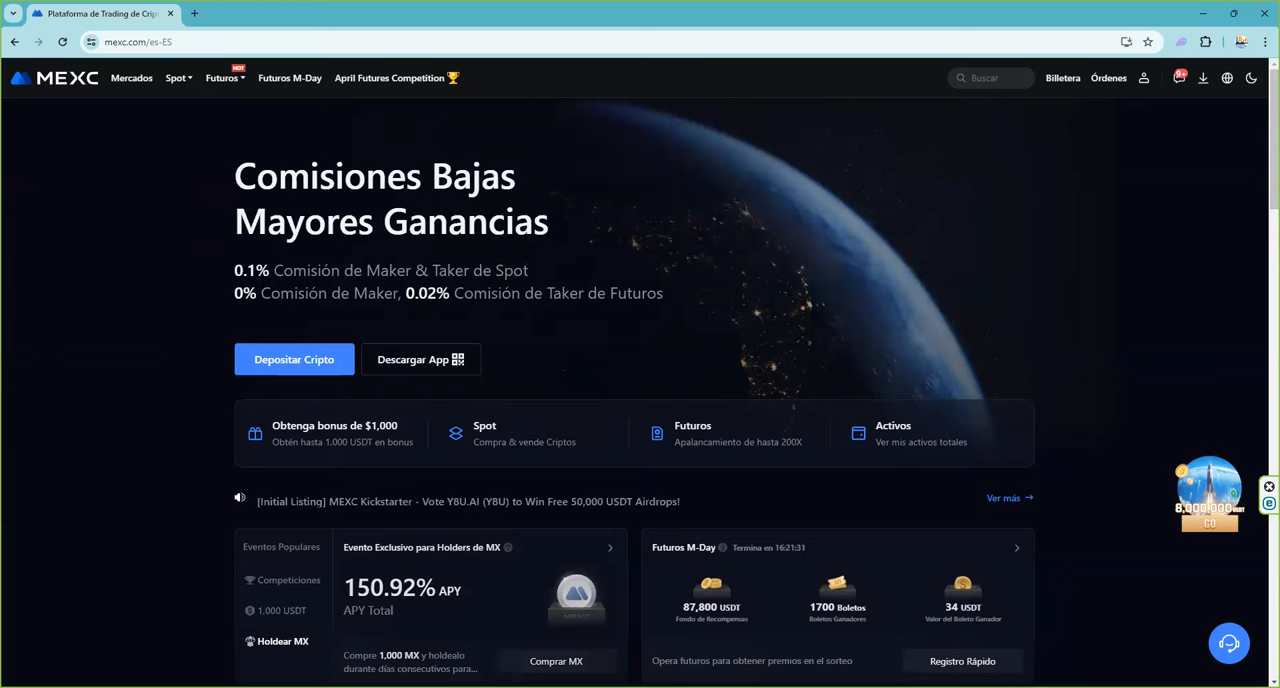 Plataforma de Trading de Crip
mexc.com/es-ES
MEXC Mercados Spot Futuros HOT Futuros M-Day April Futures Competition Buscar Billetera Órdenes 9+
Comisiones Bajas
Mayores Ganancias
0.1% Comisión de Maker & Taker de Spot
0% Comisión de Maker, 0.02% Comisión de Taker de Futuros
Depositar Cripto Descargar App
Obtenga bonus de $1,000
Obtén hasta 1,000 USDT en bonus
Spot
Compra & vende Criptos
Futuros
Apalancamiento de hasta 200X
Activos
Ver mis activos totales
[Initial Listing] MEXC Kickstarter - Vote Y8U.AI (Y8U) to Win Free 50,000 USDT Airdrops!
Ver más
8,000,000 USDT
GO
Eventos Populares
Competiciones
1,000 USDT
Holdear MX
Evento Exclusivo para Holders de MX
150.92% APY
APY Total
MEXC
Compre 1,000 MX y holdealo
durante días consecutivos para...
Comprar MX
Futuros M-Day Termina en 16:21:31
87,800 USDT
Fondo de Recompensas
1700 Boletos
Boletos Ganadores
34 USDT
Valor del Boleto Ganador
Opera futuros para obtener premios en el sorteo
Registro Rápido